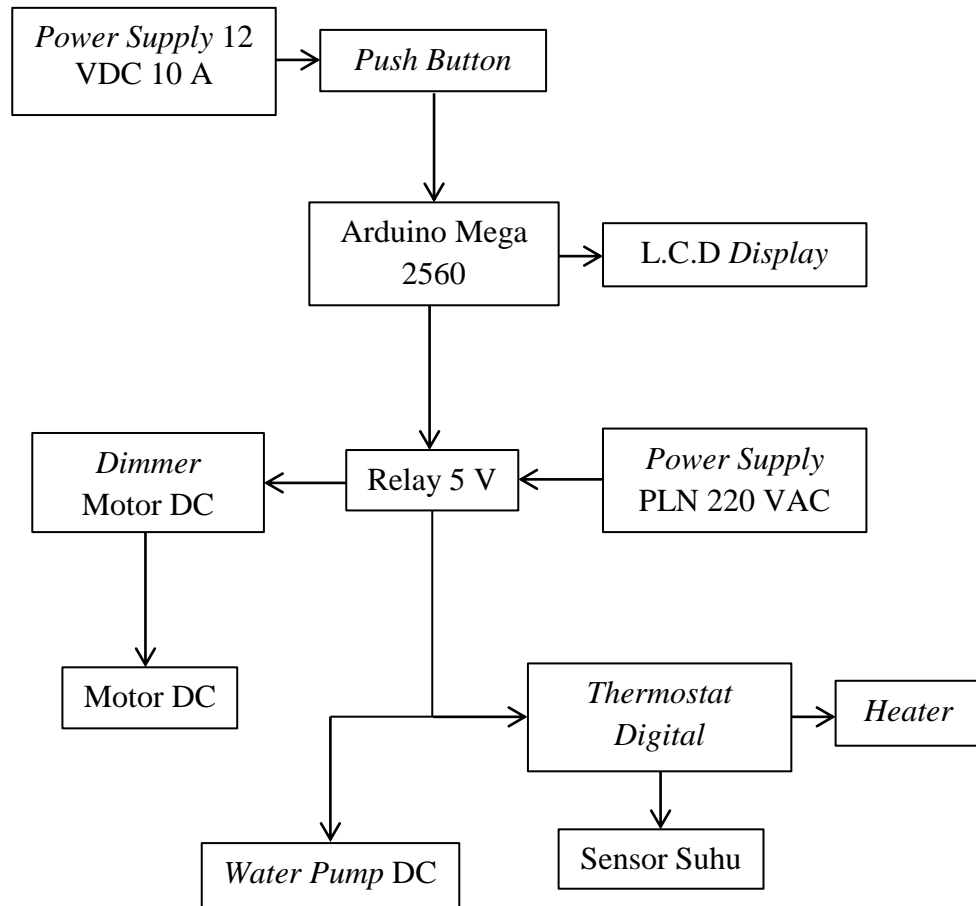 Power Supply 12
VDC 10 A
Push Button
Arduino Mega
2560
L.C.D Display
Dimmer
Motor DC
Relay 5 V
Power Supply
PLN 220 VAC
Motor DC
Thermostat
Digital
Heater
Water Pump DC
Sensor Suhu